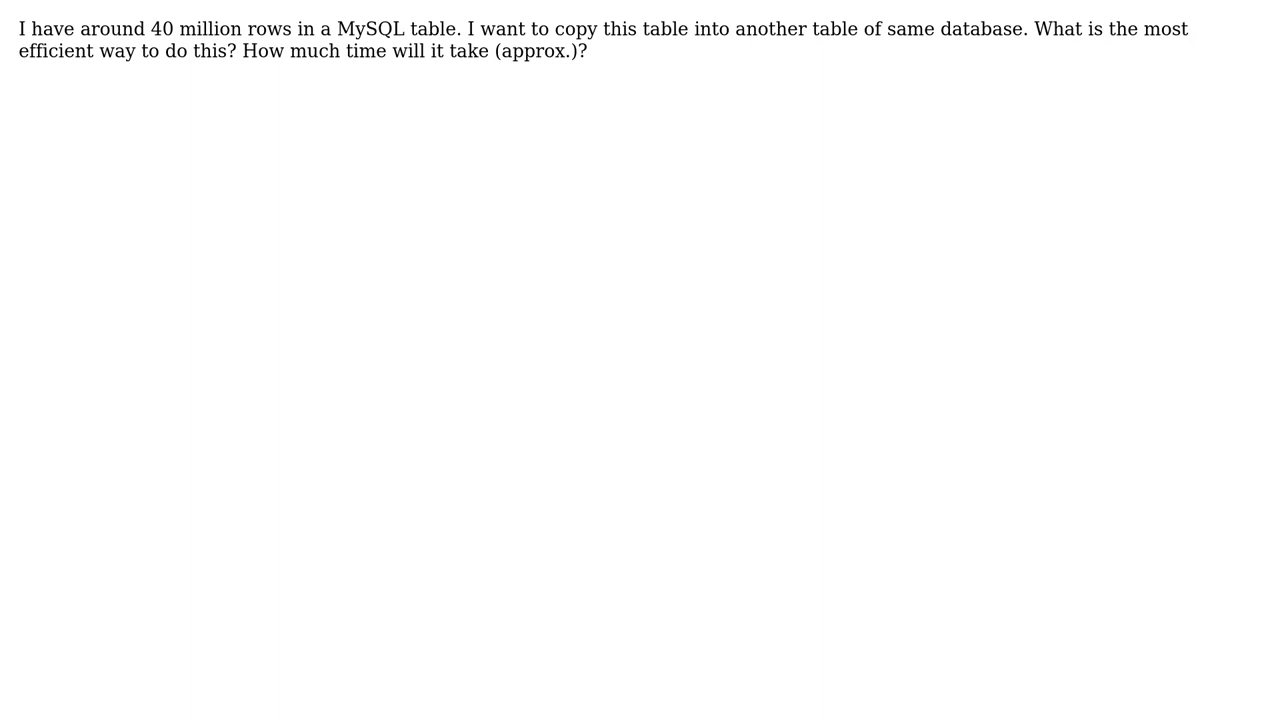 I have around 40 million rows in a MySQL table. I want to copy this table into another table of same database. What is the most
efficient way to do this? How much time will it take (approx.)?